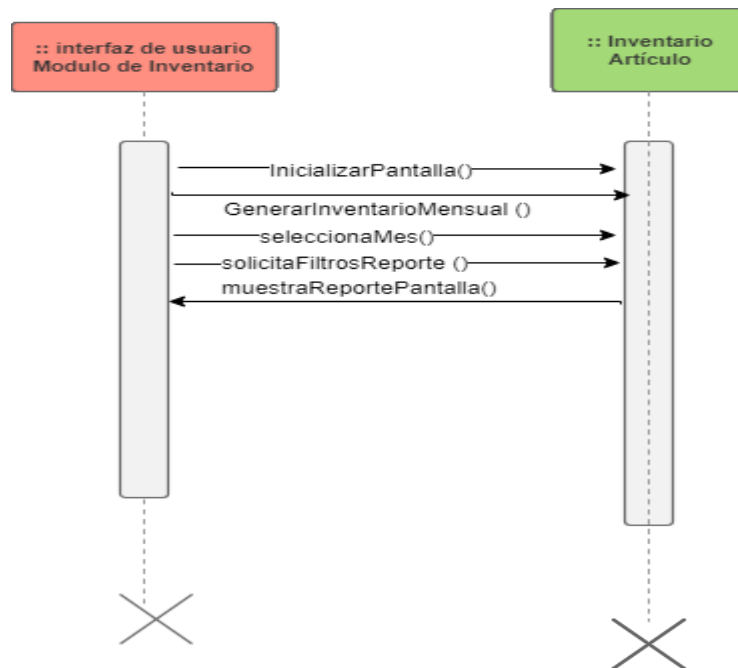 :: interfaz de usuario
Modulo de Inventario
:: Inventario
Artículo
InicializarPantalla()
GenerarInventarioMensual ()
seleccionaMes()
solicitaFiltrosReporte ()
muestraReportePantalla()